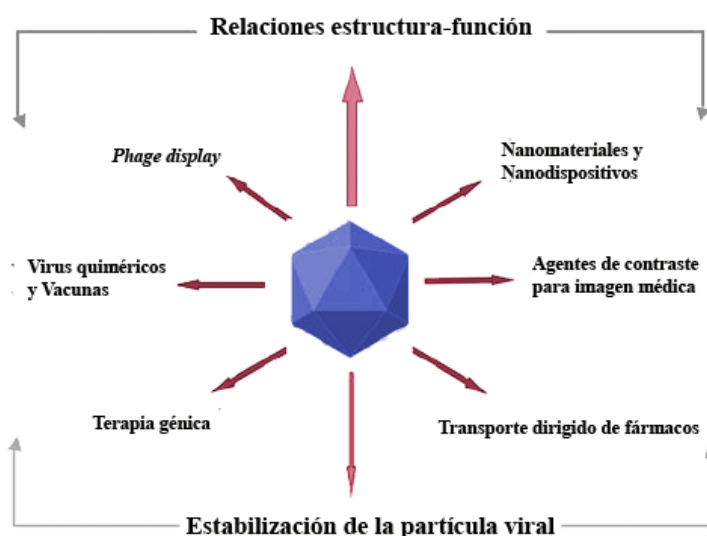 Relaciones estructura-función
Phage display
Nanomateriales y
Nanodispositivos
Virus quiméricos
y Vacunas
Agentes de contraste
para imagen médica
Terapia génica
Transporte dirigido de fármacos
Estabilización de la partícula viral